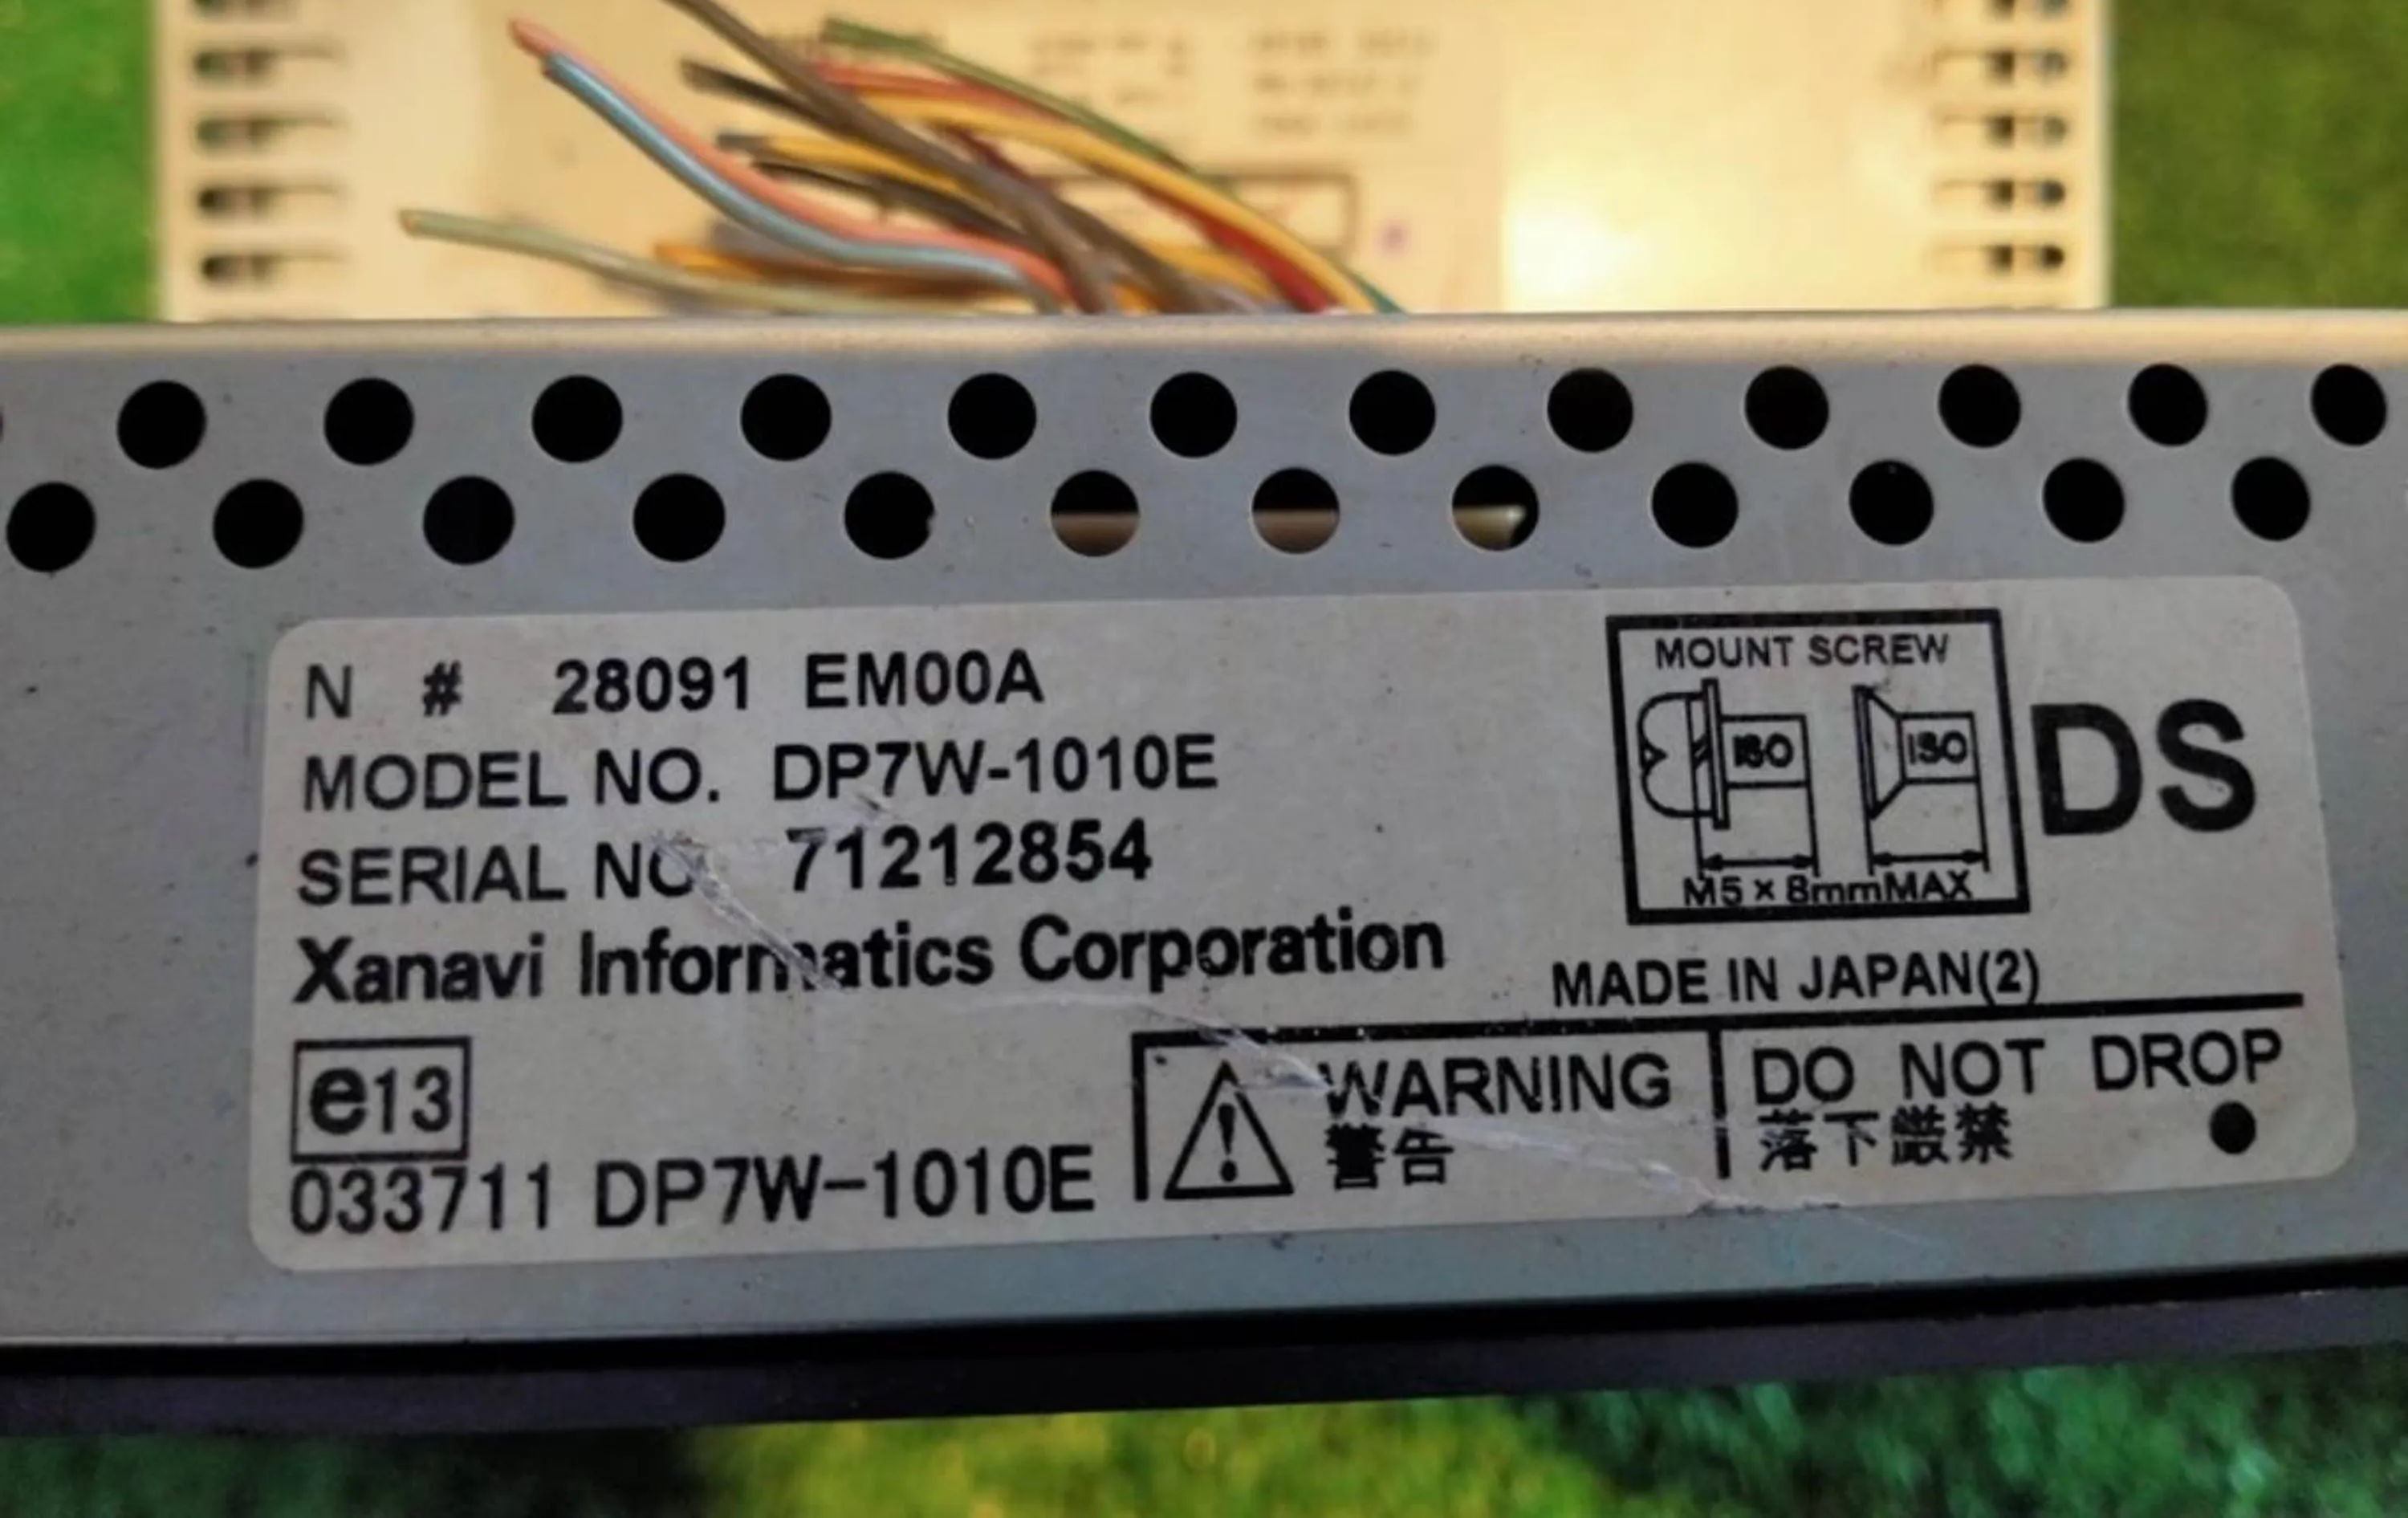 N # 28091 EM00A
MODEL NO. DP7W-1010E
SERIAL NO 71212854
Xanavi Informatics Corporation
MOUNT SCREW
ISO ISO
M5 × 8mmMAX
DS
MADE IN JAPAN(2)
e13
033711 DP7W-1010E
WARNING
警告
DO NOT DROP
落下厳禁